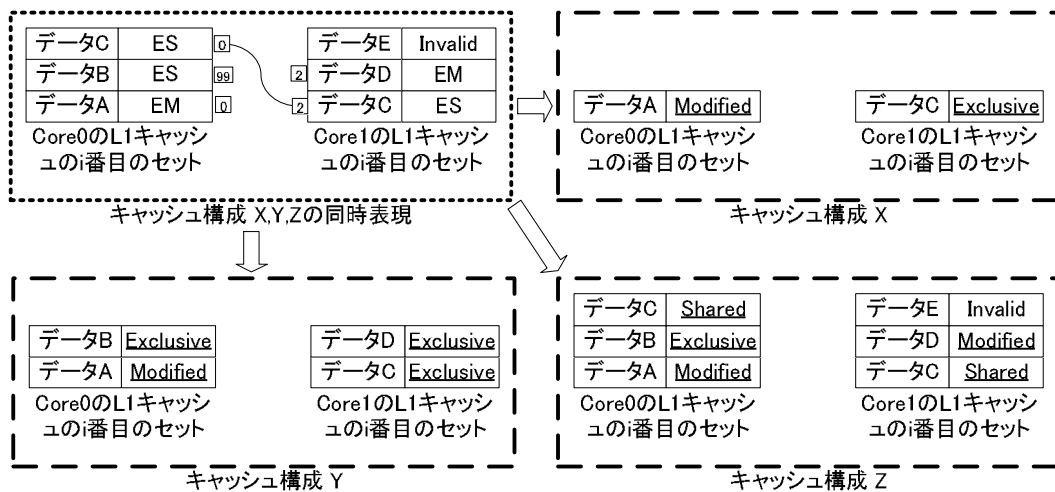 データC ES 0
データB ES 99
データA EM 0
Core0のL1キャッシ
ュのi番目のセット
データE Invalid
2 データD EM
2 データC ES
Core1のL1キャッシ
ュのi番目のセット
キャッシュ構成 X,Y,Zの同時表現
データA Modified
Core0のL1キャッシ
ュのi番目のセット
データC Exclusive
Core1のL1キャッシ
ュのi番目のセット
キャッシュ構成 X
データB Exclusive
データA Modified
Core0のL1キャッシ
ュのi番目のセット
データD Exclusive
データC Exclusive
Core1のL1キャッシ
ュのi番目のセット
キャッシュ構成 Y
データC Shared
データB Exclusive
データA Modified
Core0のL1キャッシ
ュのi番目のセット
データE Invalid
データD Modified
データC Shared
Core1のL1キャッシ
ュのi番目のセット
キャッシュ構成 Z